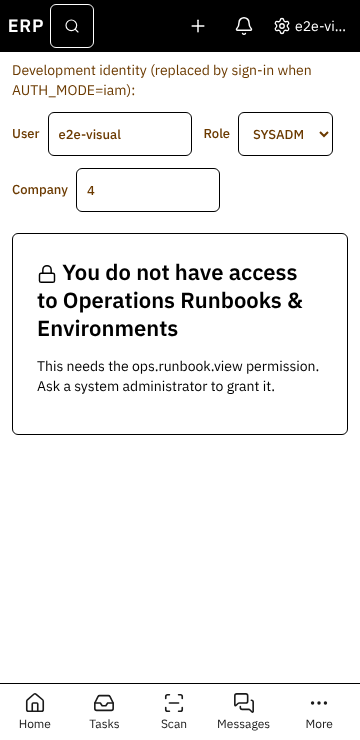 ERP
e2e-vi...
Development identity (replaced by sign-in when
AUTH_MODE=iam):
User e2e-visual Role SYSADM
Company 4
You do not have access
to Operations Runbooks &
Environments
This needs the ops.runbook.view permission.
Ask a system administrator to grant it.
Home Tasks Scan Messages More